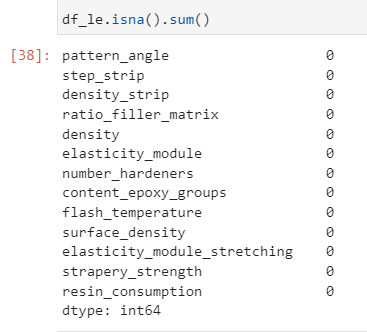 df_le.isna().sum()
[38]: pattern_angle 0
step_strip 0
density_strip 0
ratio_filler_matrix 0
density 0
elasticity_module 0
number_hardeners 0
content_epoxy_groups 0
flash_temperature 0
surface_density 0
elasticity_module_stretching 0
strapery_strength 0
resin_consumption 0
dtype: int64